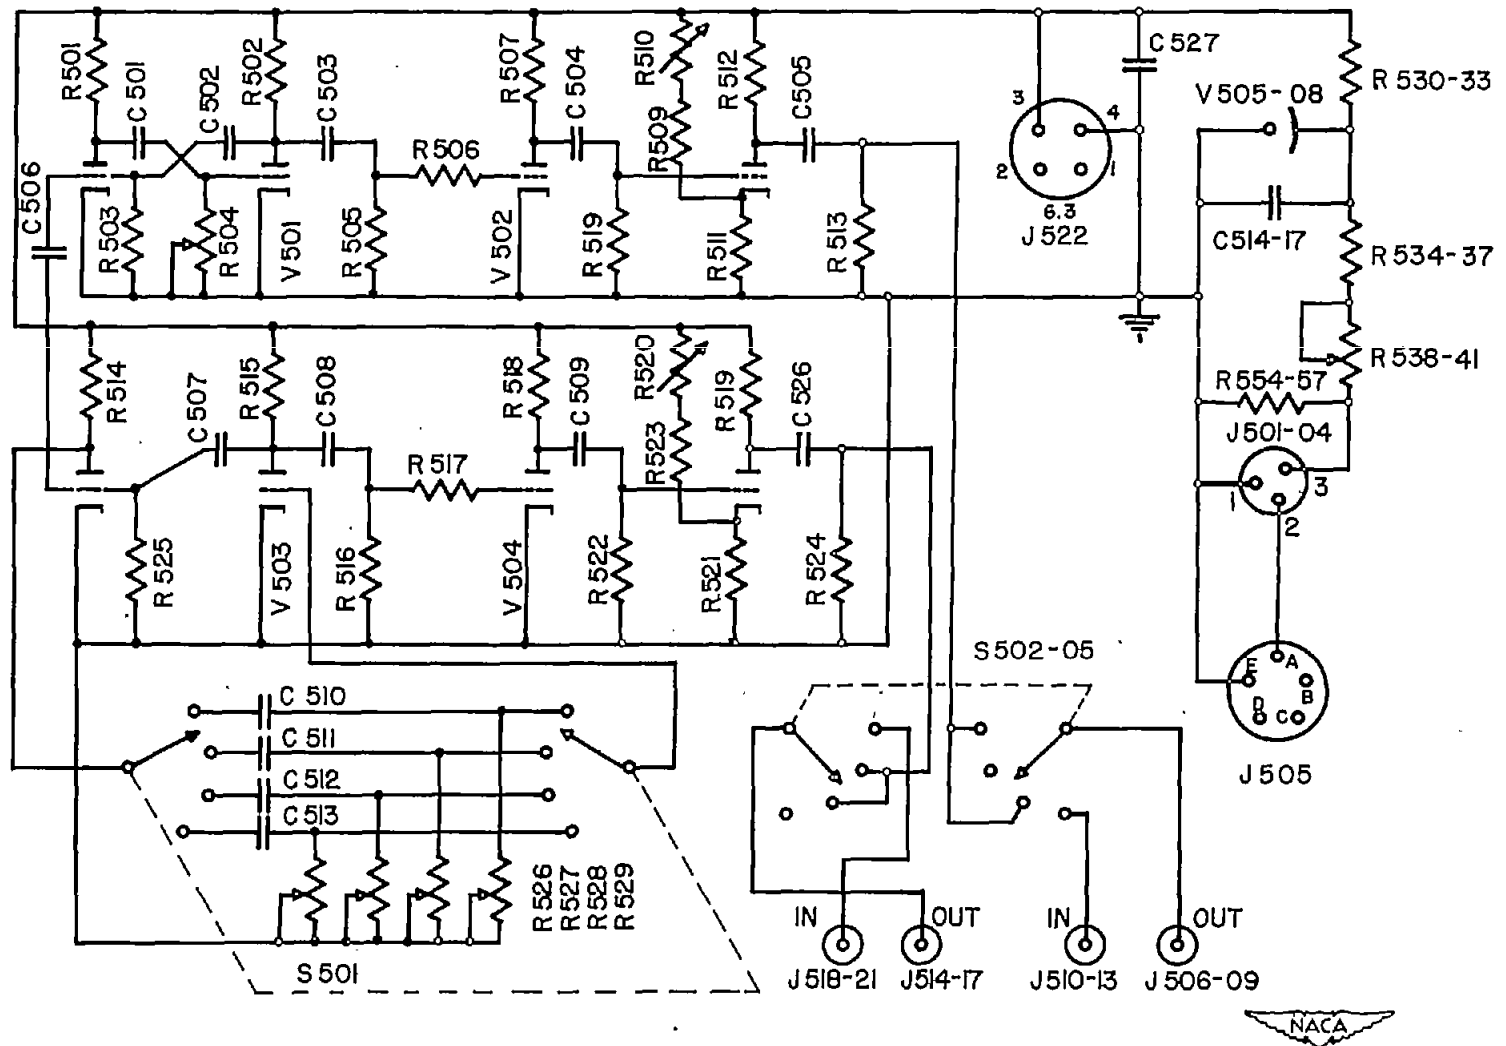 R501
C501
C502
R502
C503
R507
C504
R510
R509
R512
C505
C527
R530-33
V505-08
3
4
2
1
6.3
J522
C506
R506
R503
R504
V501
R505
V502
R519
R511
R513
C514-17
R534-37
R538-41
R554-57
J501-04
1
2
3
R514
C507
R515
C508
R518
C509
R520
R519
C526
R517
R523
R525
V503
R516
V504
R522
R521
R524
S502-05
E
A
B
D
C
J505
C510
C511
C512
C513
R526
R527
R528
R529
S501
IN
OUT
IN
OUT
J518-21
J514-17
J510-13
J506-09
NACA